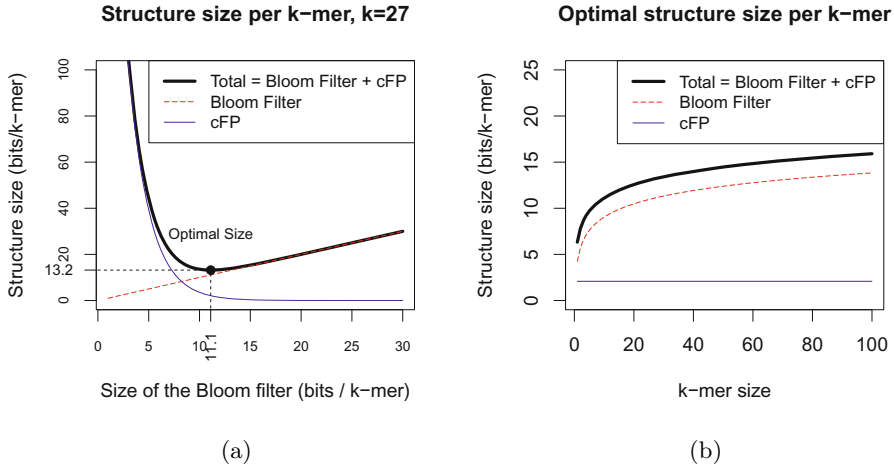 Structure size per k−mer, k=27
Structure size (bits/k−mer)
100
80
60
40
20
13.2
0
Total = Bloom Filter + cFP
Bloom Filter
cFP
Optimal Size
0 5 10 15 20 25 30
11.1
Size of the Bloom filter (bits / k−mer)
(a)
Optimal structure size per k−mer
Structure size (bits/k−mer)
25
20
15
10
5
0
Total = Bloom Filter + cFP
Bloom Filter
cFP
0 20 40 60 80 100
k−mer size
(b)